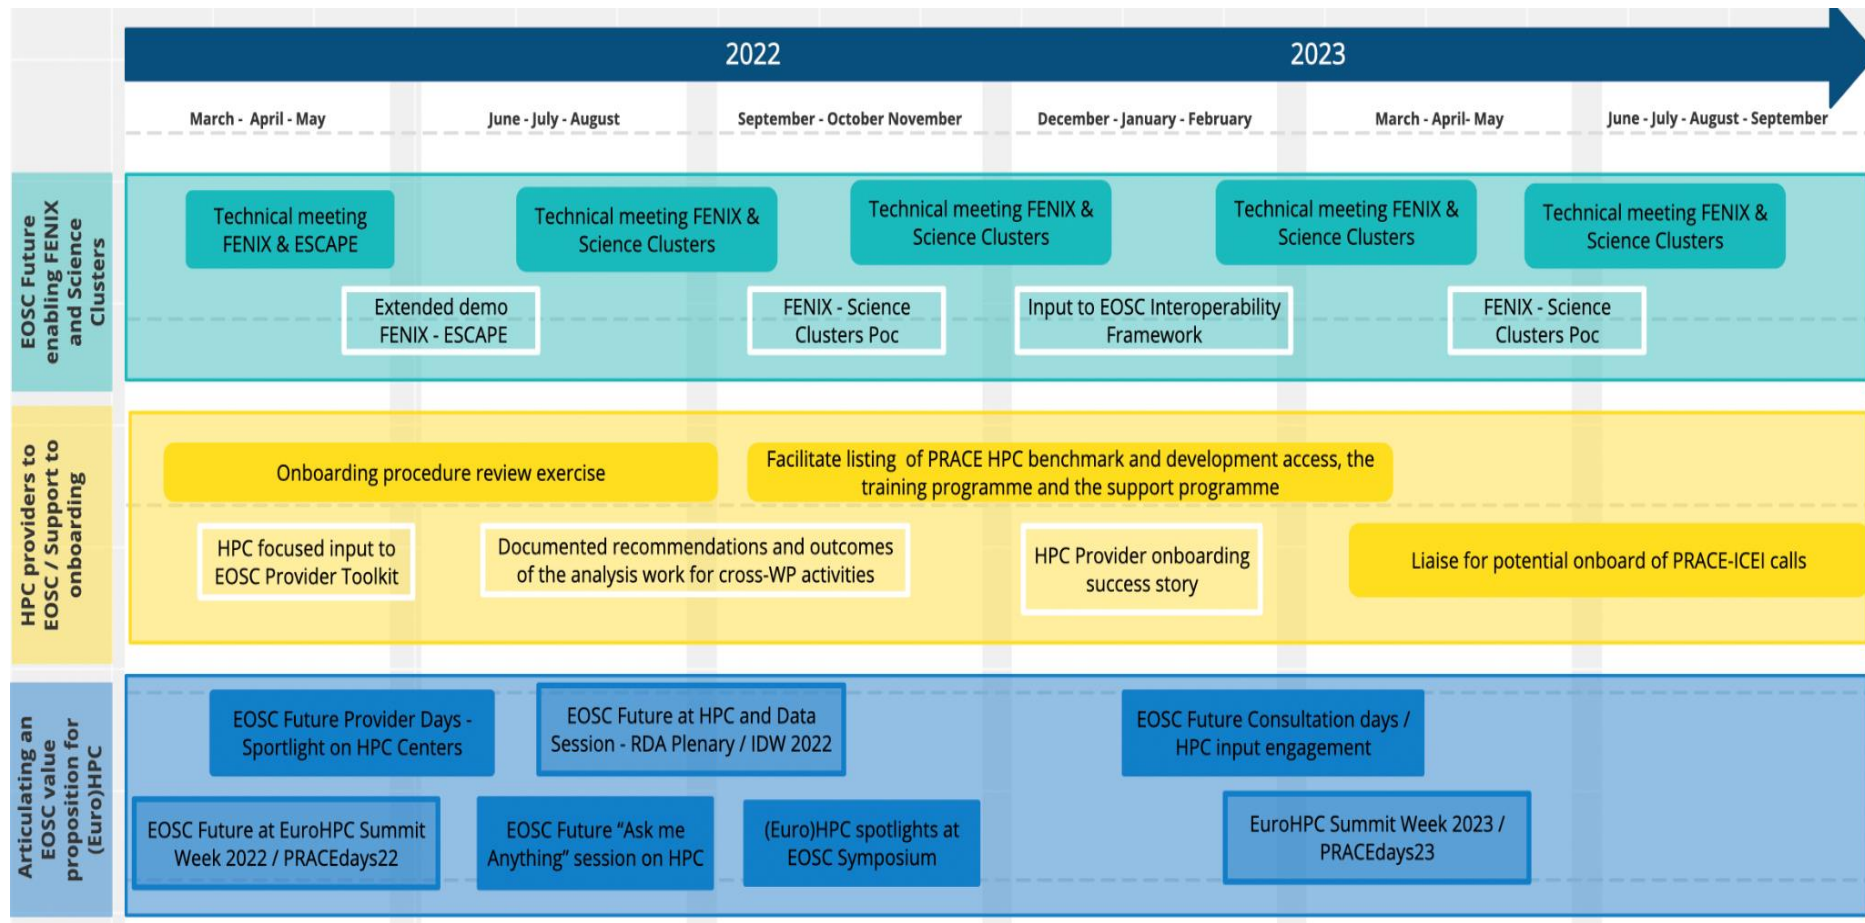 2022
2023
March - April - May
June - July - August
September - October November
December - January - February
March - April- May
June - July - August - September
EOSC Future
enabling FENIX
and Science
Clusters
Technical meeting
FENIX & ESCAPE
Technical meeting FENIX &
Science Clusters
Technical meeting FENIX &
Science Clusters
Technical meeting FENIX &
Science Clusters
Technical meeting FENIX &
Science Clusters
Extended demo
FENIX - ESCAPE
FENIX - Science
Clusters Poc
Input to EOSC Interoperability
Framework
FENIX - Science
Clusters Poc
HPC providers to
EOSC / Support to
onboarding
Onboarding procedure review exercise
Facilitate listing of PRACE HPC benchmark and development access, the
training programme and the support programme
HPC focused input to
EOSC Provider Toolkit
Documented recommendations and outcomes
of the analysis work for cross-WP activities
HPC Provider onboarding
success story
Liaise for potential onboard of PRACE-ICEI calls
Articulating an
EOSC value
proposition for
(Euro)HPC
EOSC Future Provider Days -
Sportlight on HPC Centers
EOSC Future at HPC and Data
Session - RDA Plenary / IDW 2022
EOSC Future Consultation days /
HPC input engagement
EOSC Future at EuroHPC Summit
Week 2022 / PRACEdays22
EOSC Future “Ask me
Anything” session on HPC
(Euro)HPC spotlights at
EOSC Symposium
EuroHPC Summit Week 2023 /
PRACEdays23